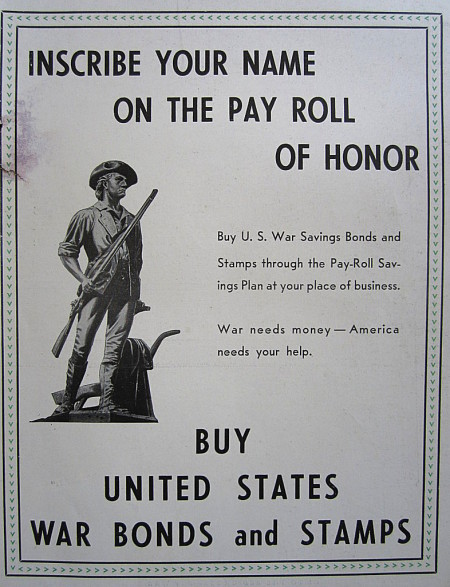 INSCRIBE YOUR NAME
ON THE PAY ROLL
OF HONOR
Buy U. S. War Savings Bonds and
Stamps through the Pay-Roll Sav-
ings Plan at your place of business.
War needs money — America
needs your help.
BUY
UNITED STATES
WAR BONDS and STAMPS